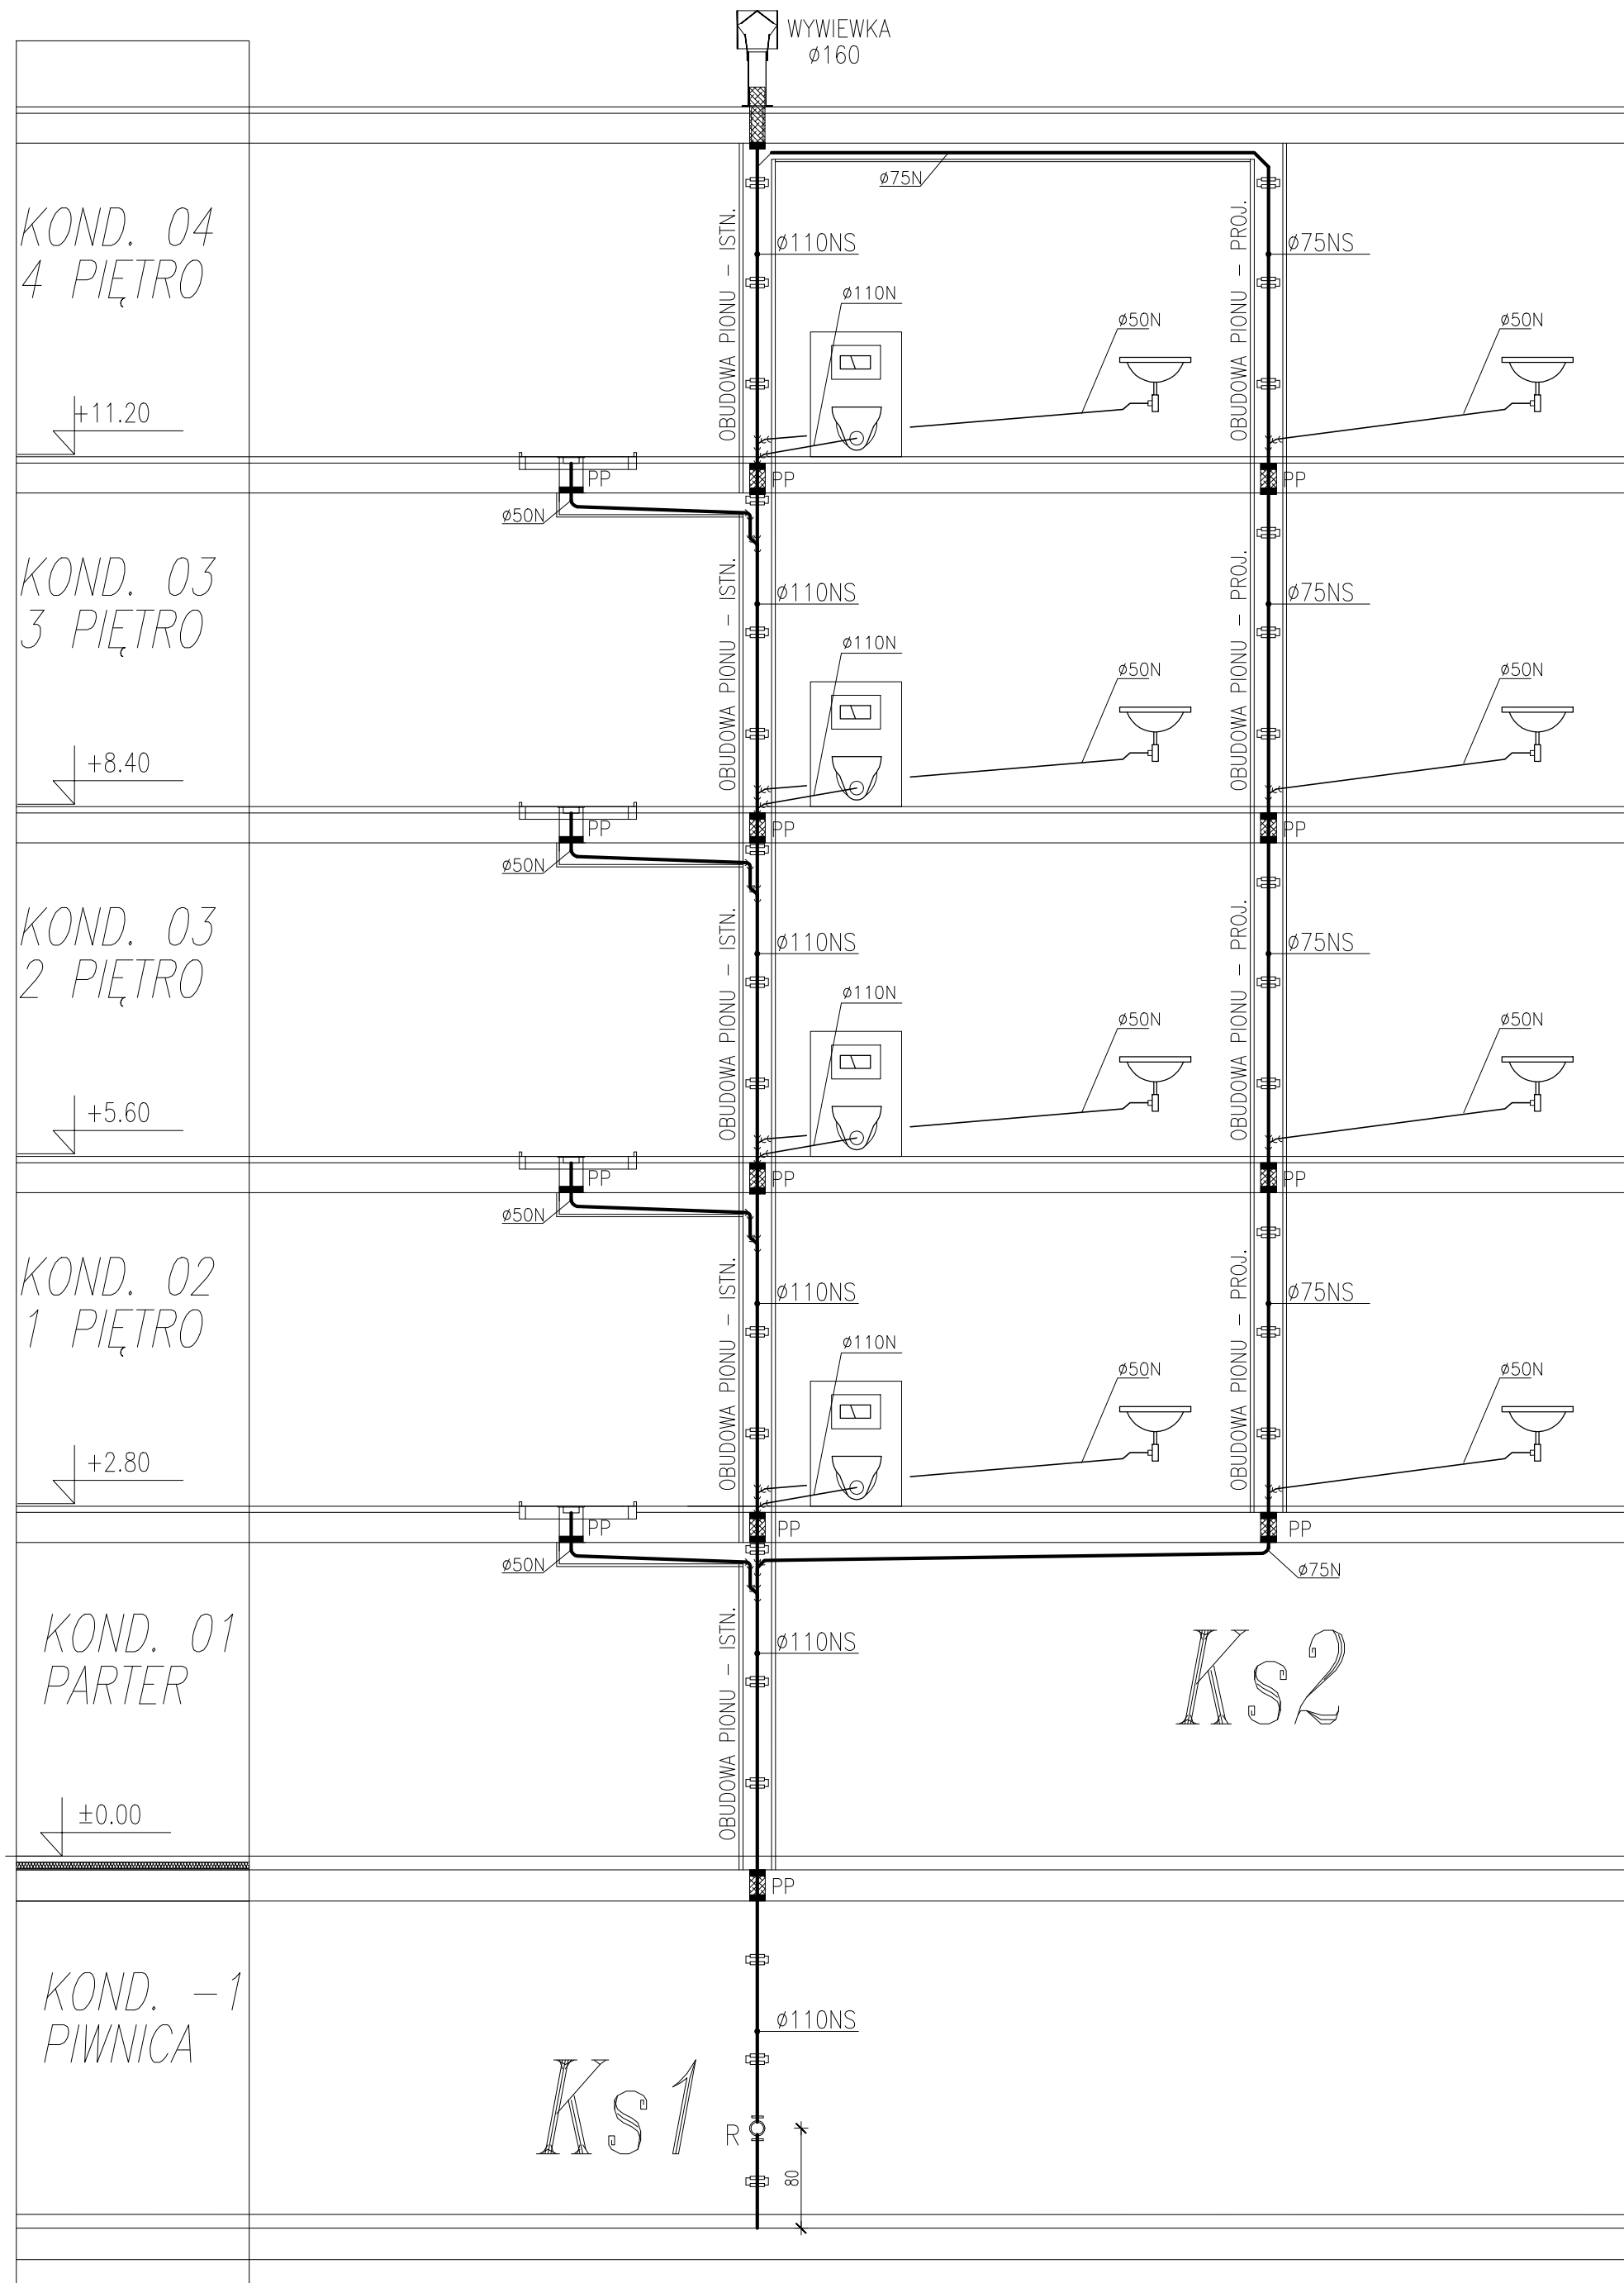 WYWIEWKA
ø160
ø75N
KOND. 04
4 PIĘTRO
OBUDOWA PIONU - ISTN.
ø110NS
OBUDOWA PIONU - PROJ.
ø75NS
ø110N
ø50N
ø50N
+11.20
PP
PP
PP
ø50N
KOND. 03
3 PIĘTRO
OBUDOWA PIONU - ISTN.
ø110NS
OBUDOWA PIONU - PROJ.
ø75NS
ø110N
ø50N
ø50N
+8.40
PP
PP
PP
ø50N
KOND. 03
2 PIĘTRO
OBUDOWA PIONU - ISTN.
ø110NS
OBUDOWA PIONU - PROJ.
ø75NS
ø110N
ø50N
ø50N
+5.60
PP
PP
PP
ø50N
KOND. 02
1 PIĘTRO
OBUDOWA PIONU - ISTN.
ø110NS
OBUDOWA PIONU - PROJ.
ø75NS
ø110N
ø50N
ø50N
+2.80
PP
PP
PP
ø50N
ø75N
KOND. 01
PARTER
OBUDOWA PIONU - ISTN.
ø110NS
Ks2
±0.00
PP
KOND. -1
PIWNICA
ø110NS
Ks1
R
80